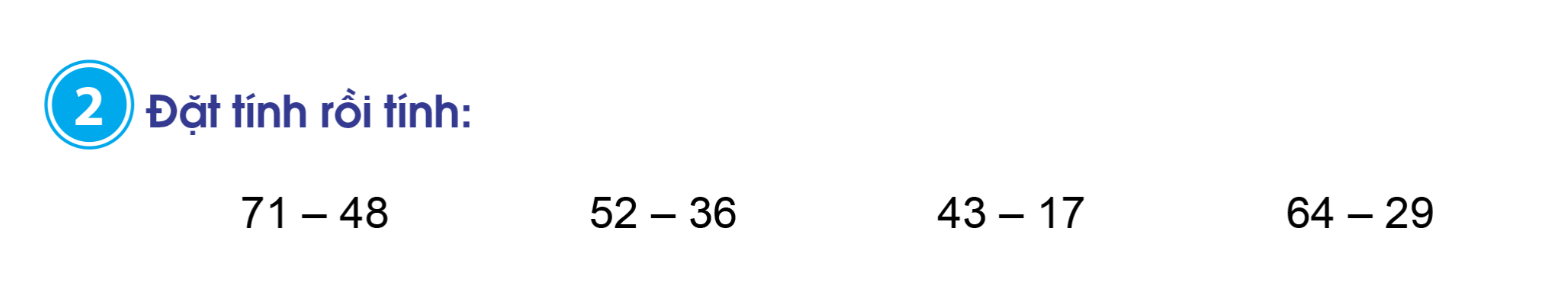 2 Đặt tính rồi tính:
71 – 48 52 – 36 43 – 17 64 – 29